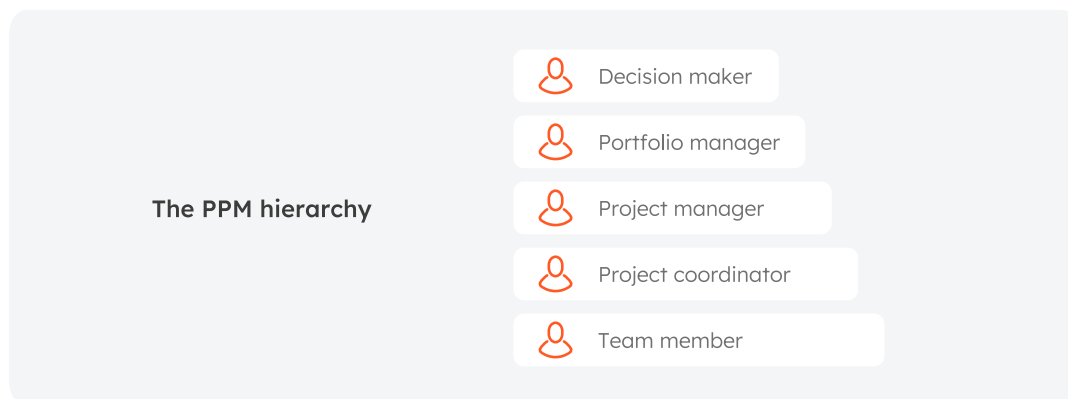 The PPM hierarchy
Decision maker
Portfolio manager
Project manager
Project coordinator
Team member